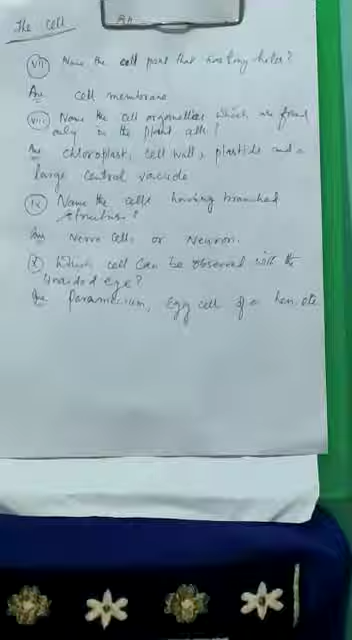 The Cell
(vii) Name the cell part that has tiny holes?
Ans cell membrane
(viii) Name the cell organelles which are found
only in the plant cells?
Ans chloroplast, cell wall, plastids and a
large central vacuole
(ix) Name the cells having branched
structures?
Ans Nerve Cells or Neuron.
(x) Which cell can be observed with the
unaided eye?
Ans Paramecium, Egg cell of a hen, etc